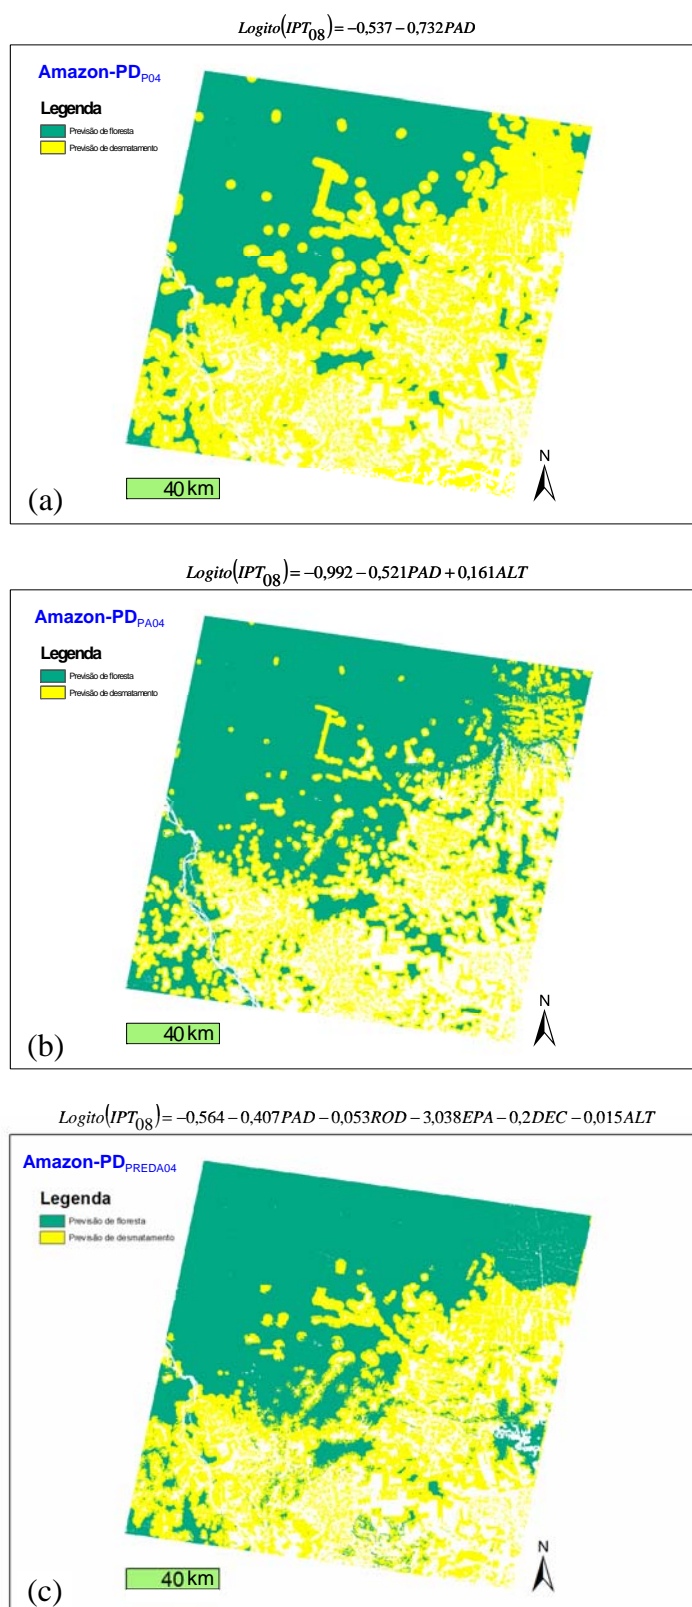 Logito(IPT08) = −0,537 − 0,732PAD
Amazon-PDP04
Legenda
Previsão de floresta
Previsão de desmatamento
N
40 km
(a)
Logito(IPT08) = −0,992 − 0,521PAD + 0,161ALT
Amazon-PDPA04
Legenda
Previsão de floresta
Previsão de desmatamento
N
40 km
(b)
Logito(IPT08) = −0,564 − 0,407PAD − 0,053ROD − 3,038EPA − 0,2DEC − 0,015ALT
Amazon-PDPREDA04
Legenda
Previsão de floresta
Previsão de desmatamento
N
40 km
(c)